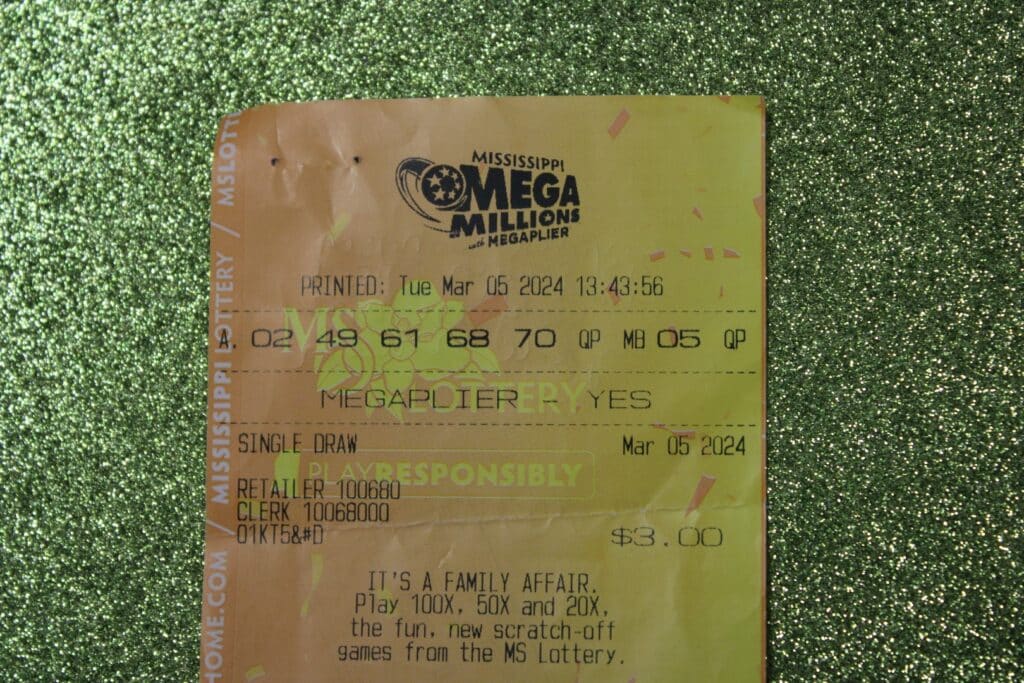 MISSISSIPPI
MEGA
MILLIONS
with MEGAPLIER
PRINTED: Tue Mar 05 2024 13:43:56
A. 02 49 61 68 70 QP MB 05 QP
MS
LOTTERY
MEGAPLIER - YES
SINGLE DRAW Mar 05 2024
PLAYRESPONSIBLY
RETAILER 100680
CLERK 10068000
01KT5&#D
$3.00
IT'S A FAMILY AFFAIR.
Play 100X, 50X and 20X,
the fun, new scratch-off
games from the MS Lottery.
HOME.COM / MISSISSIPPI LOTTERY / MSLOTT